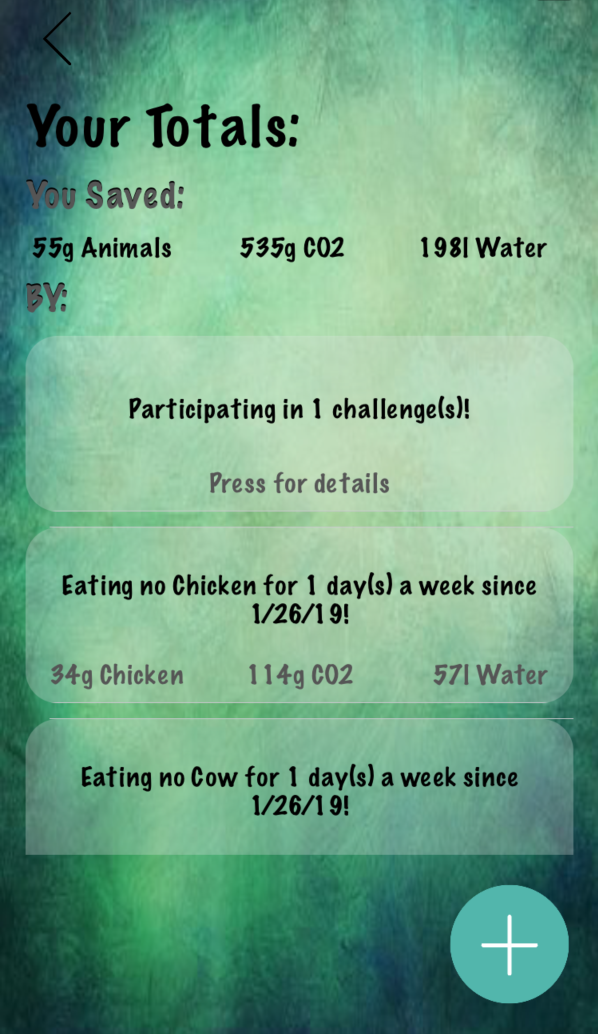 Your Totals:
You Saved:
55g Animals 535g CO2 198l Water
BY:
Participating in 1 challenge(s)!
Press for details
Eating no Chicken for 1 day(s) a week since
1/26/19!
34g Chicken 114g CO2 57l Water
Eating no Cow for 1 day(s) a week since
1/26/19!